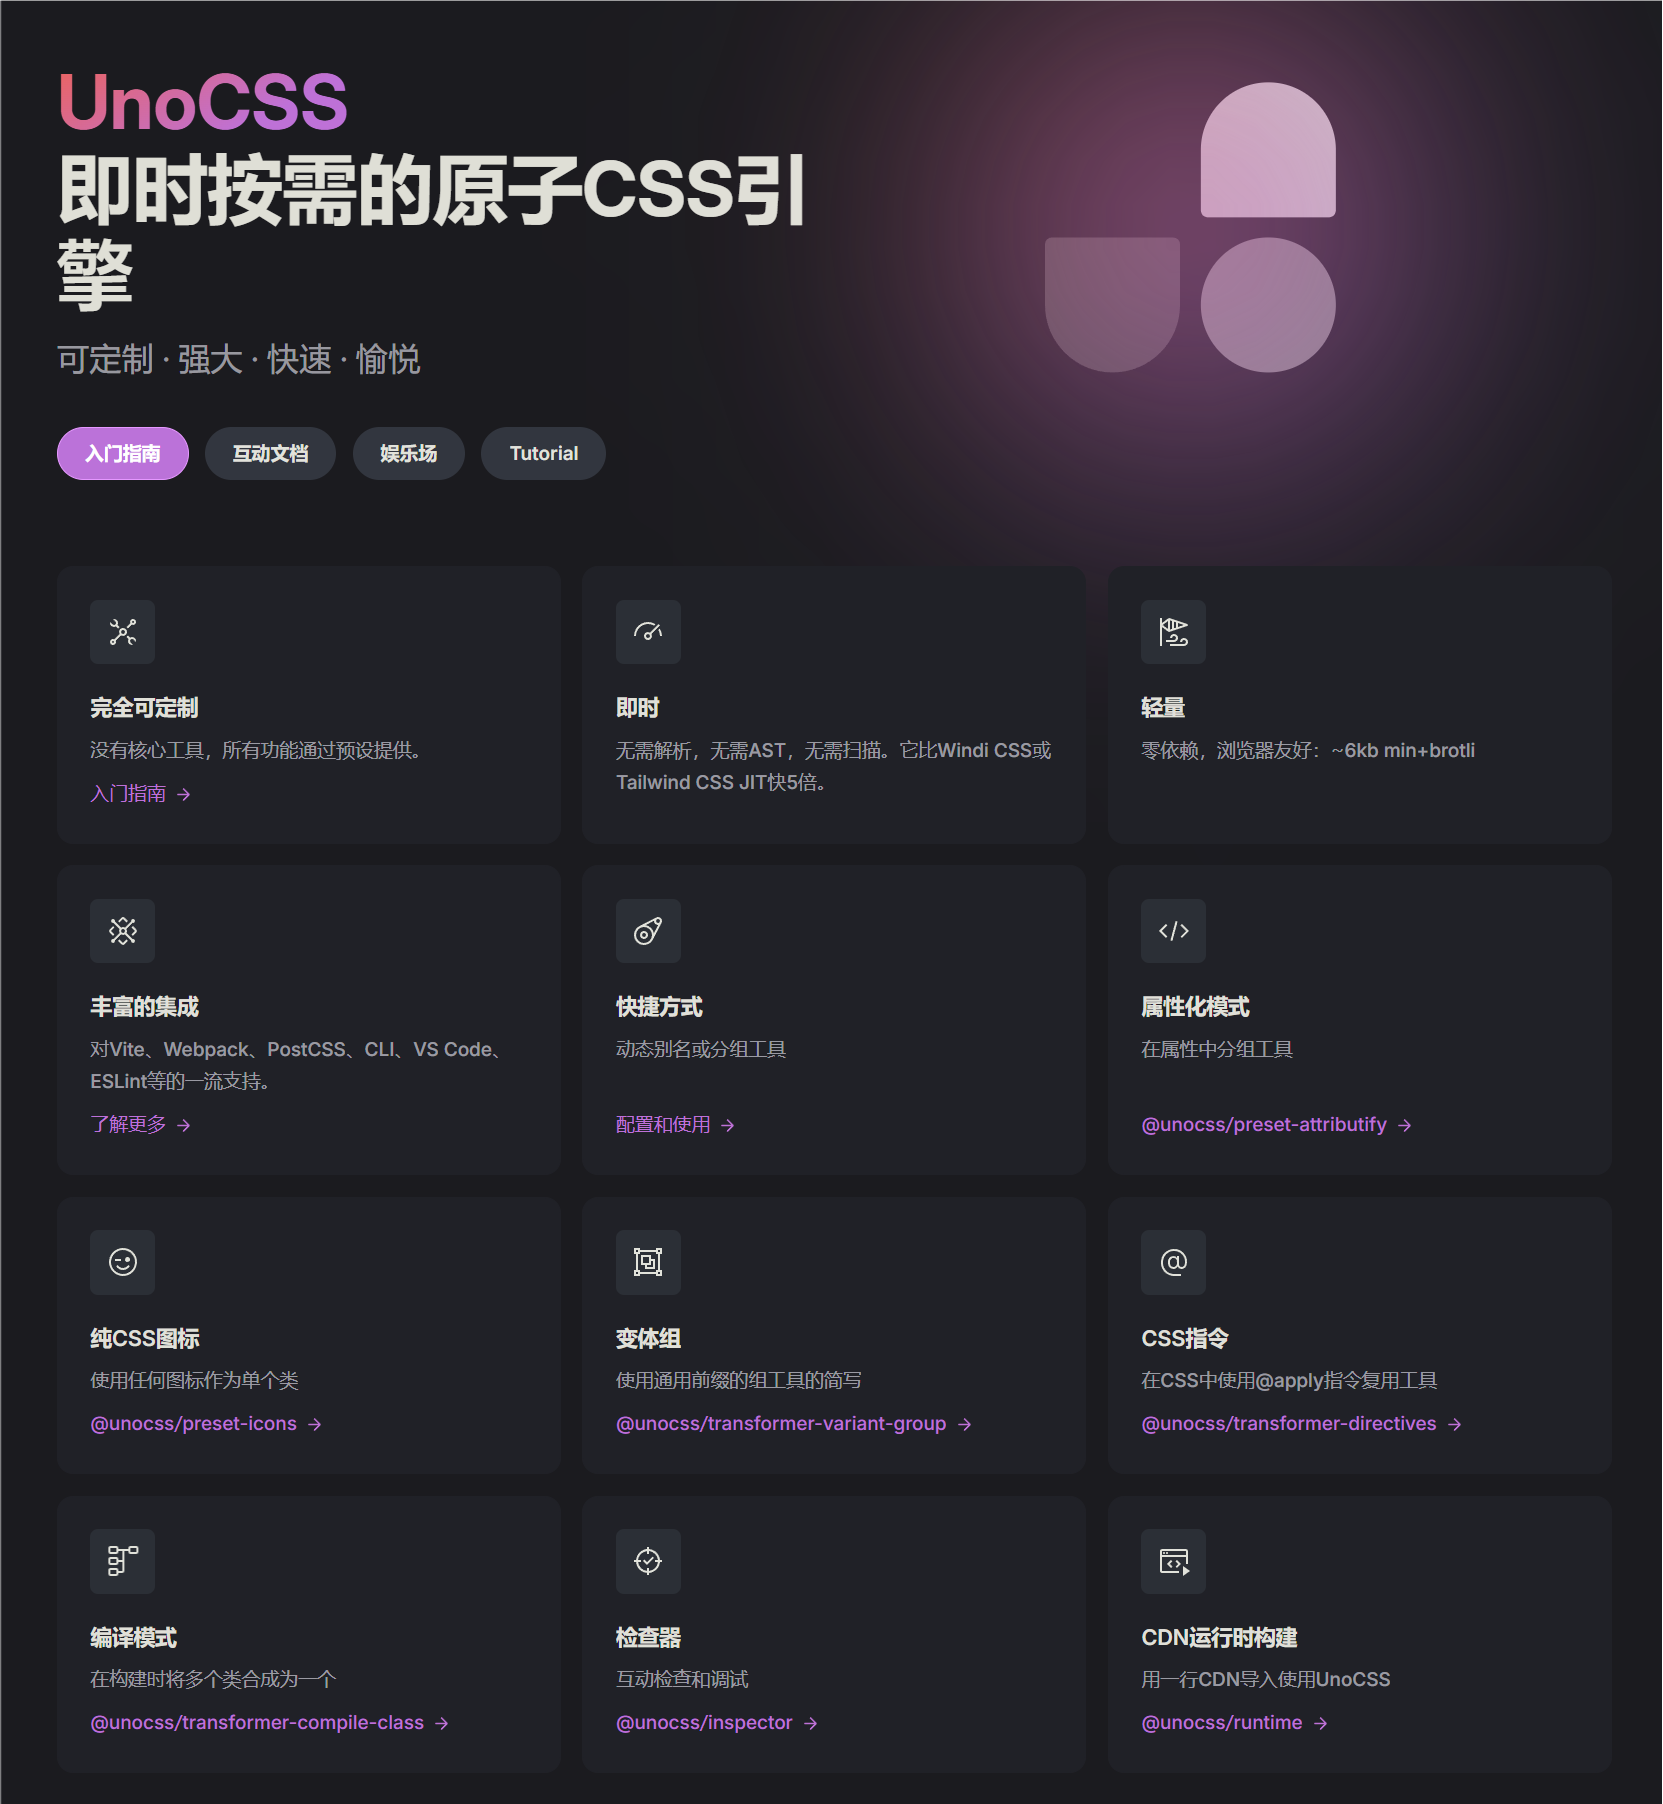 UnoCSS
即时按需的原子CSS引
擎
可定制 · 强大 · 快速 · 愉悦
入门指南
互动文档
娱乐场
Tutorial
完全可定制
没有核心工具，所有功能通过预设提供。
入门指南 →
即时
无需解析，无需AST，无需扫描。它比Windi CSS或
Tailwind CSS JIT快5倍。
轻量
零依赖，浏览器友好：~6kb min+brotli
丰富的集成
对Vite、Webpack、PostCSS、CLI、VS Code、
ESLint等的一流支持。
了解更多 →
快捷方式
动态别名或分组工具
配置和使用 →
属性化模式
在属性中分组工具
@unocss/preset-attributify →
纯CSS图标
使用任何图标作为单个类
@unocss/preset-icons →
变体组
使用通用前缀的组工具的简写
@unocss/transformer-variant-group →
CSS指令
在CSS中使用@apply指令复用工具
@unocss/transformer-directives →
编译模式
在构建时将多个类合成为一个
@unocss/transformer-compile-class →
检查器
互动检查和调试
@unocss/inspector →
CDN运行时构建
用一行CDN导入使用UnoCSS
@unocss/runtime →